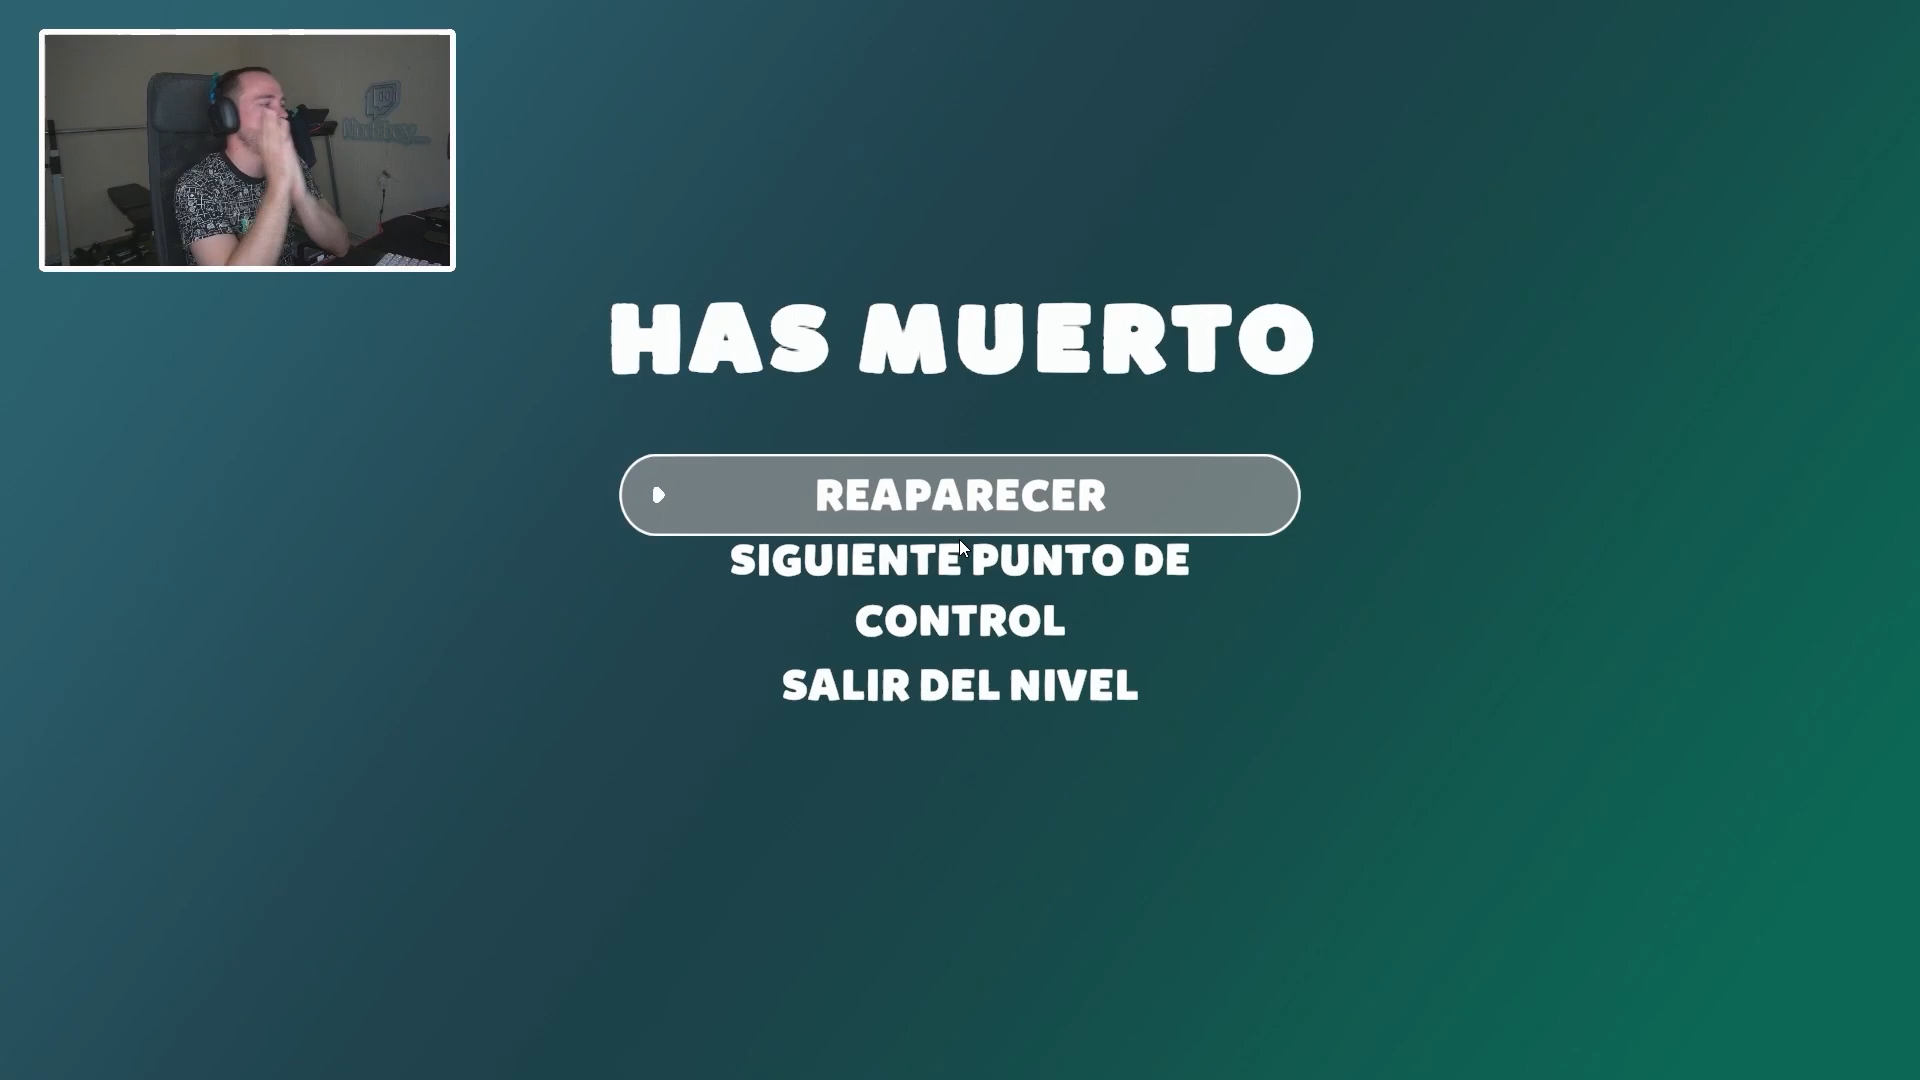 HAS MUERTO
REAPARECER
SIGUIENTE PUNTO DE
CONTROL
SALIR DEL NIVEL